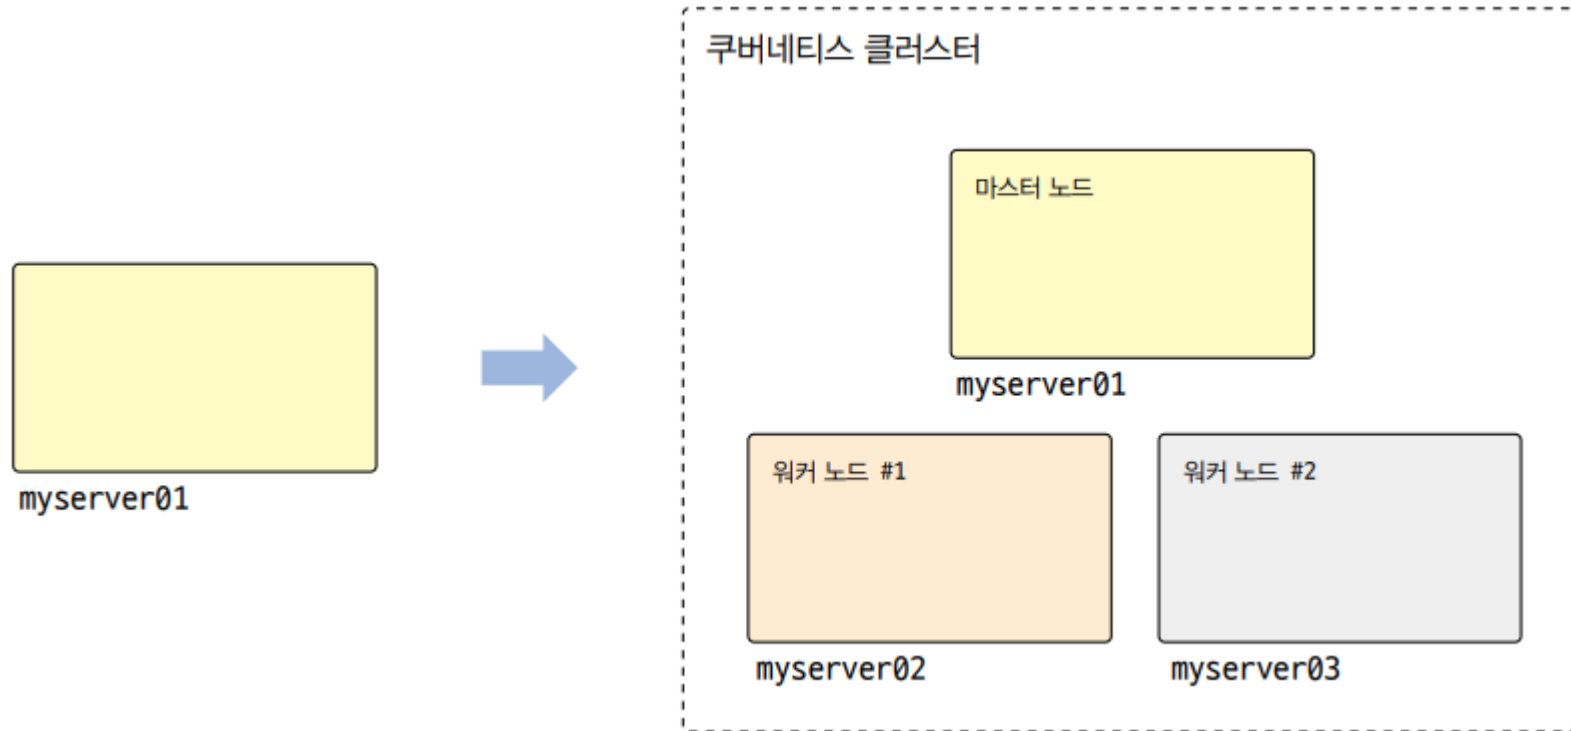 쿠버네티스 클러스터
마스터 노드
myserver01
myserver01
워커 노드 #1
워커 노드 #2
myserver02
myserver03